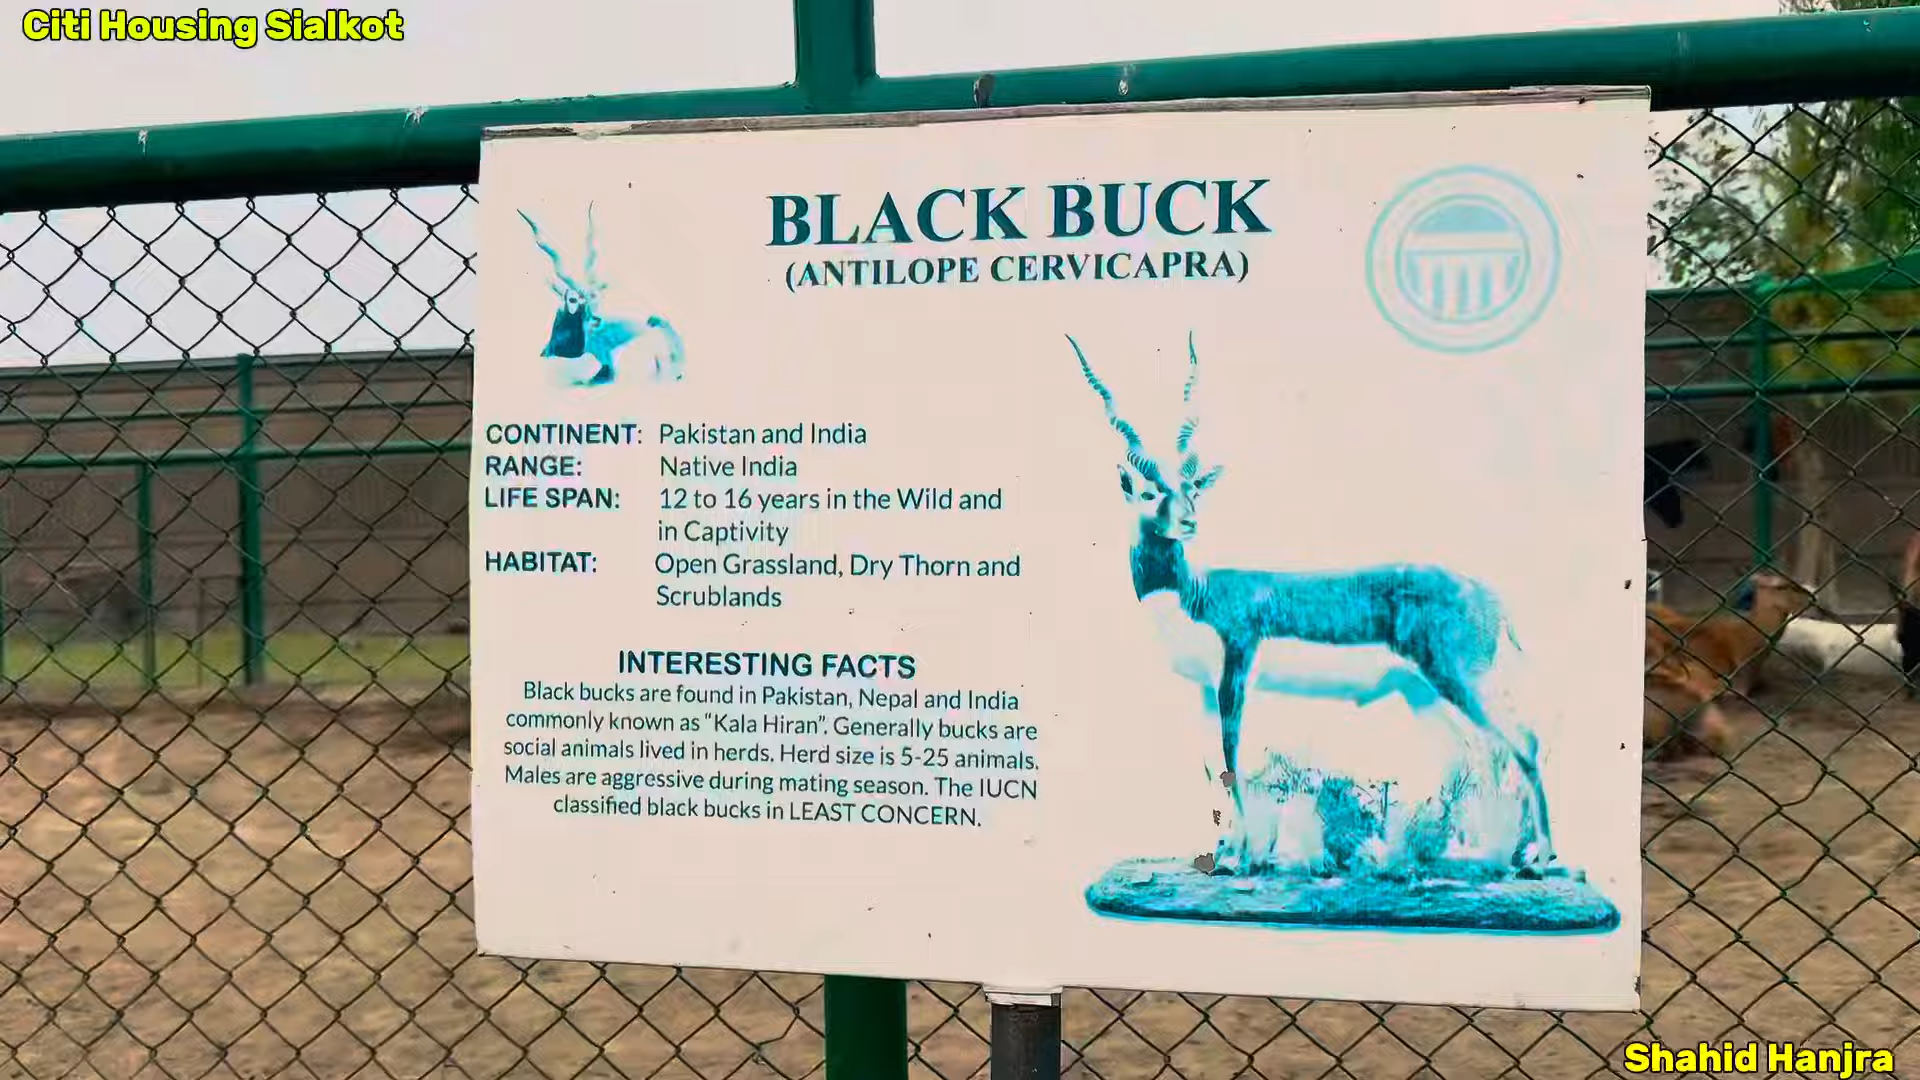 Citi Housing Sialkot
BLACK BUCK
(ANTILOPE CERVICAPRA)
CONTINENT: Pakistan and India
RANGE: Native India
LIFE SPAN: 12 to 16 years in the Wild and
in Captivity
HABITAT: Open Grassland, Dry Thorn and
Scrublands
INTERESTING FACTS
Black bucks are found in Pakistan, Nepal and India
commonly known as “Kala Hiran”. Generally bucks are
social animals lived in herds. Herd size is 5-25 animals.
Males are aggressive during mating season. The IUCN
classified black bucks in LEAST CONCERN.
Shahid Hanjra